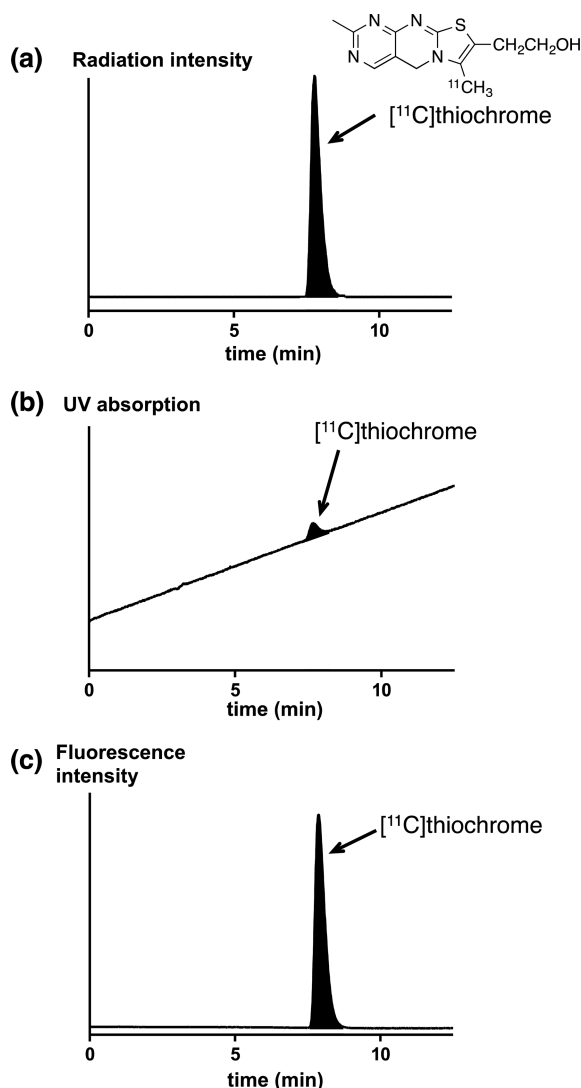 (a) Radiation intensity
N N S
N N CH₂CH₂OH
¹¹CH₃
[¹¹C]thiochrome
0 5 10
time (min)
(b) UV absorption
[¹¹C]thiochrome
0 5 10
time (min)
(c) Fluorescence
intensity
[¹¹C]thiochrome
0 5 10
time (min)